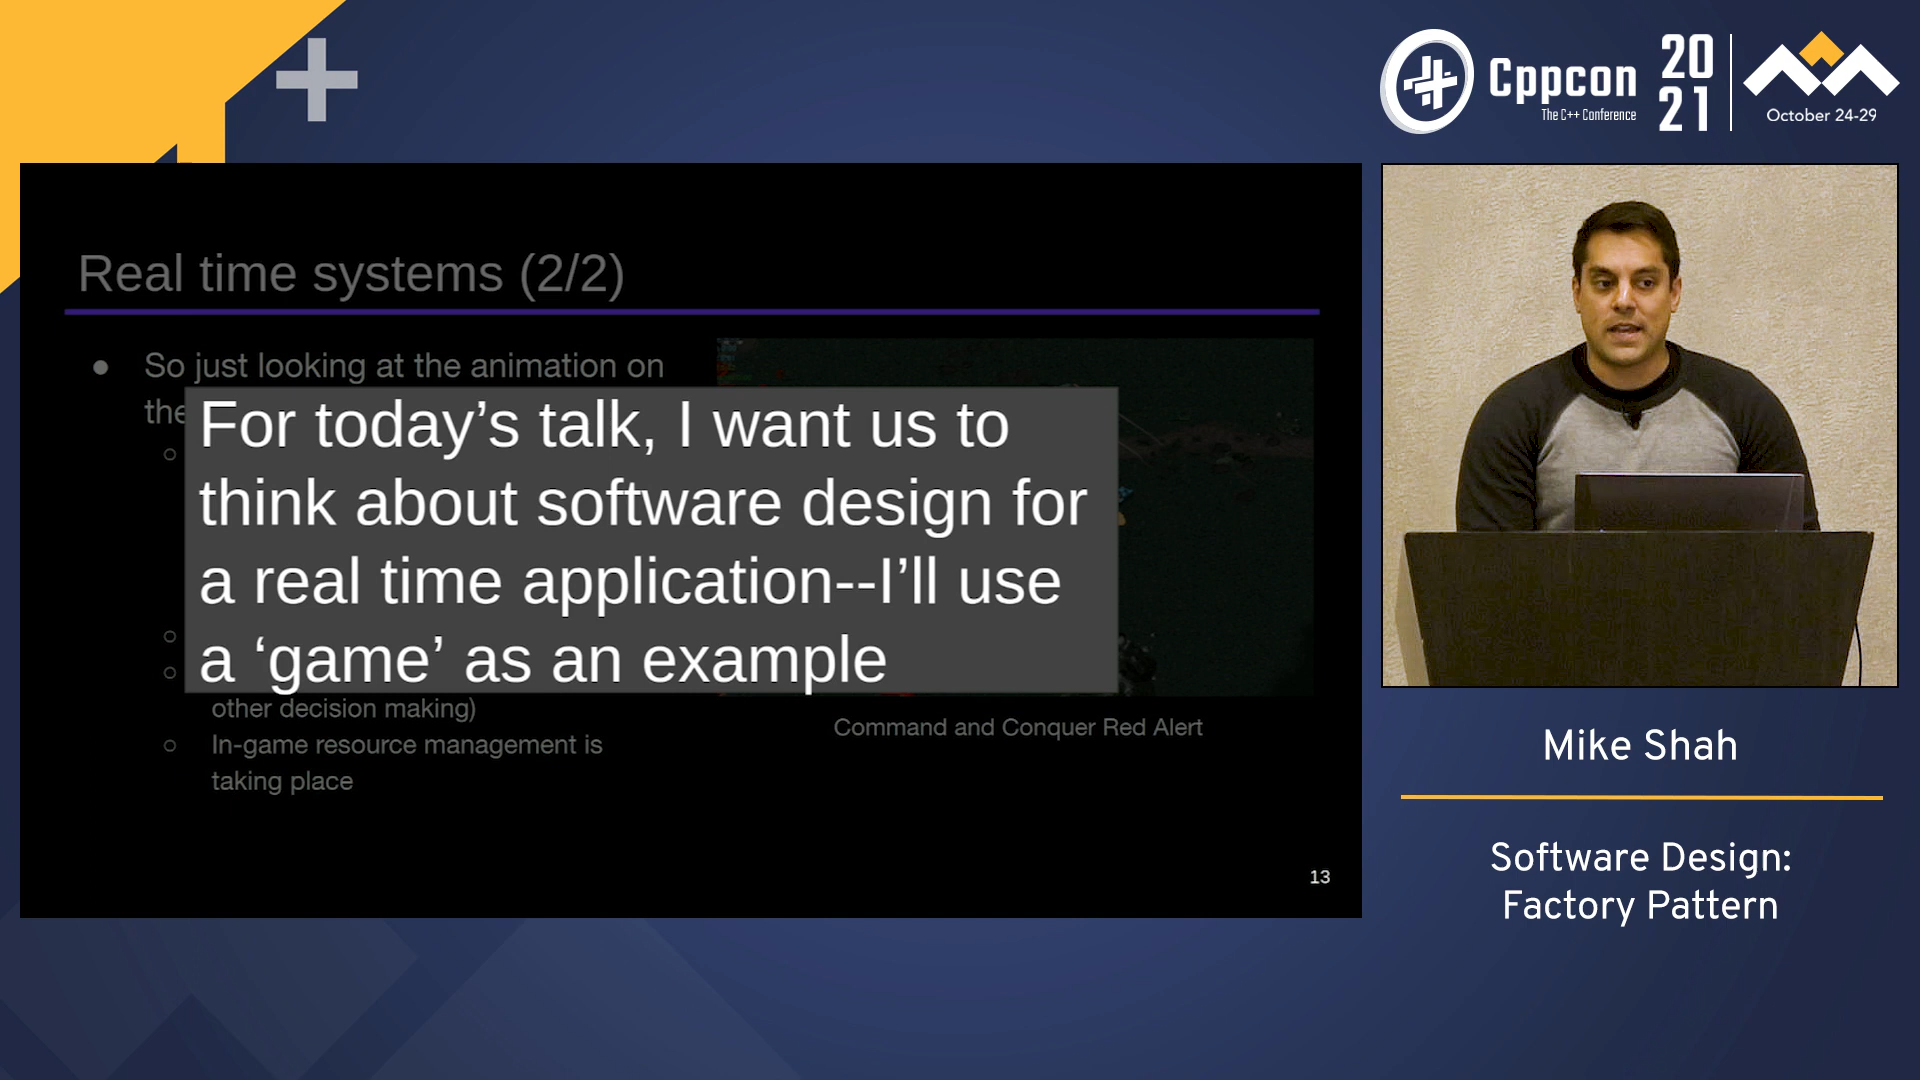 Cppcon
The C++ Conference
20
21
October 24-29
Real time systems (2/2)
● So just looking at the animation on
the
For today’s talk, I want us to
think about software design for
a real time application--I’ll use
a ‘game’ as an example
other decision making)
○ In-game resource management is
taking place
Command and Conquer Red Alert
13
Mike Shah
Software Design:
Factory Pattern